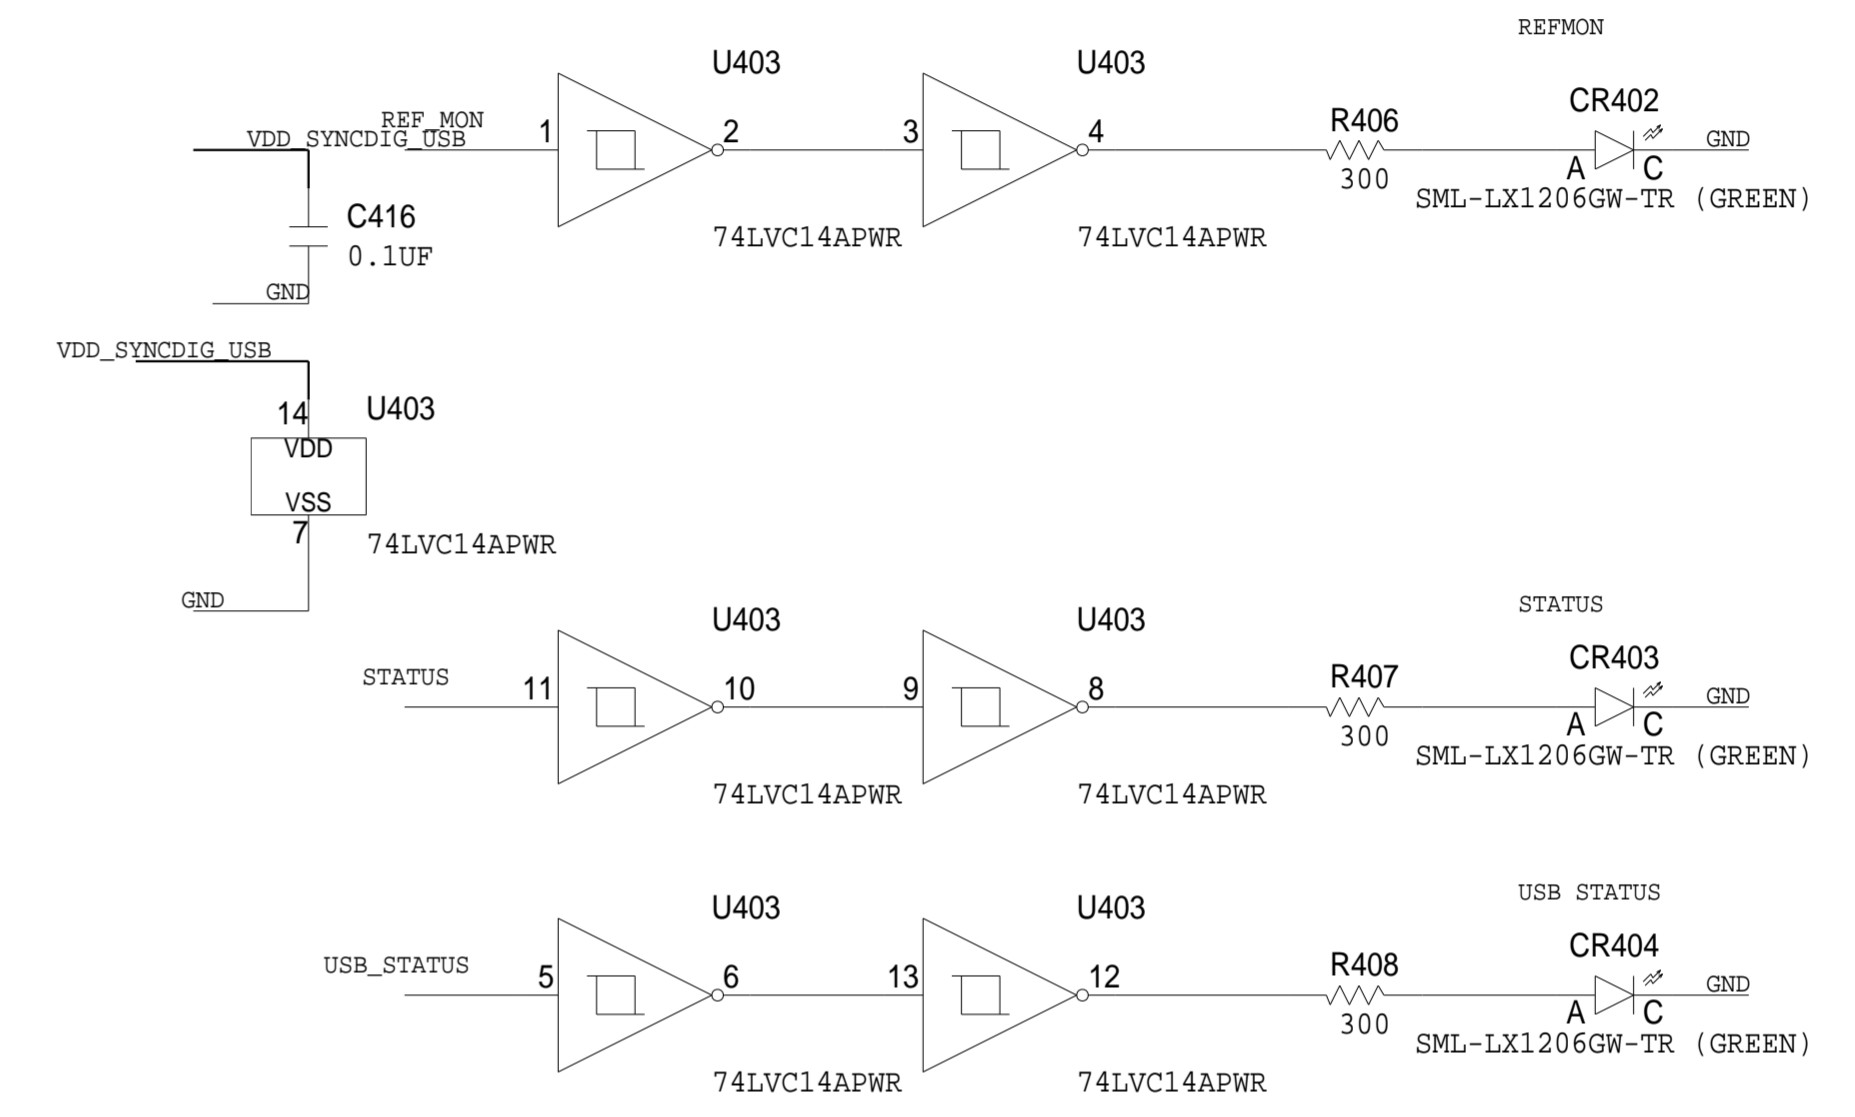 REFMON
U403 U403
CR402
REF_MON
VDD_SYNCDIG_USB
1 2 3 4
R406
300
A C
GND
SML-LX1206GW-TR (GREEN)
C416
0.1UF
74LVC14APWR 74LVC14APWR
GND
VDD_SYNCDIG_USB
14
U403
VDD
VSS
7
74LVC14APWR
GND
STATUS
U403 U403
CR403
STATUS
11 10 9 8
R407
300
A C
GND
SML-LX1206GW-TR (GREEN)
74LVC14APWR 74LVC14APWR
USB STATUS
U403 U403
CR404
USB_STATUS
5 6 13 12
R408
300
A C
GND
SML-LX1206GW-TR (GREEN)
74LVC14APWR 74LVC14APWR